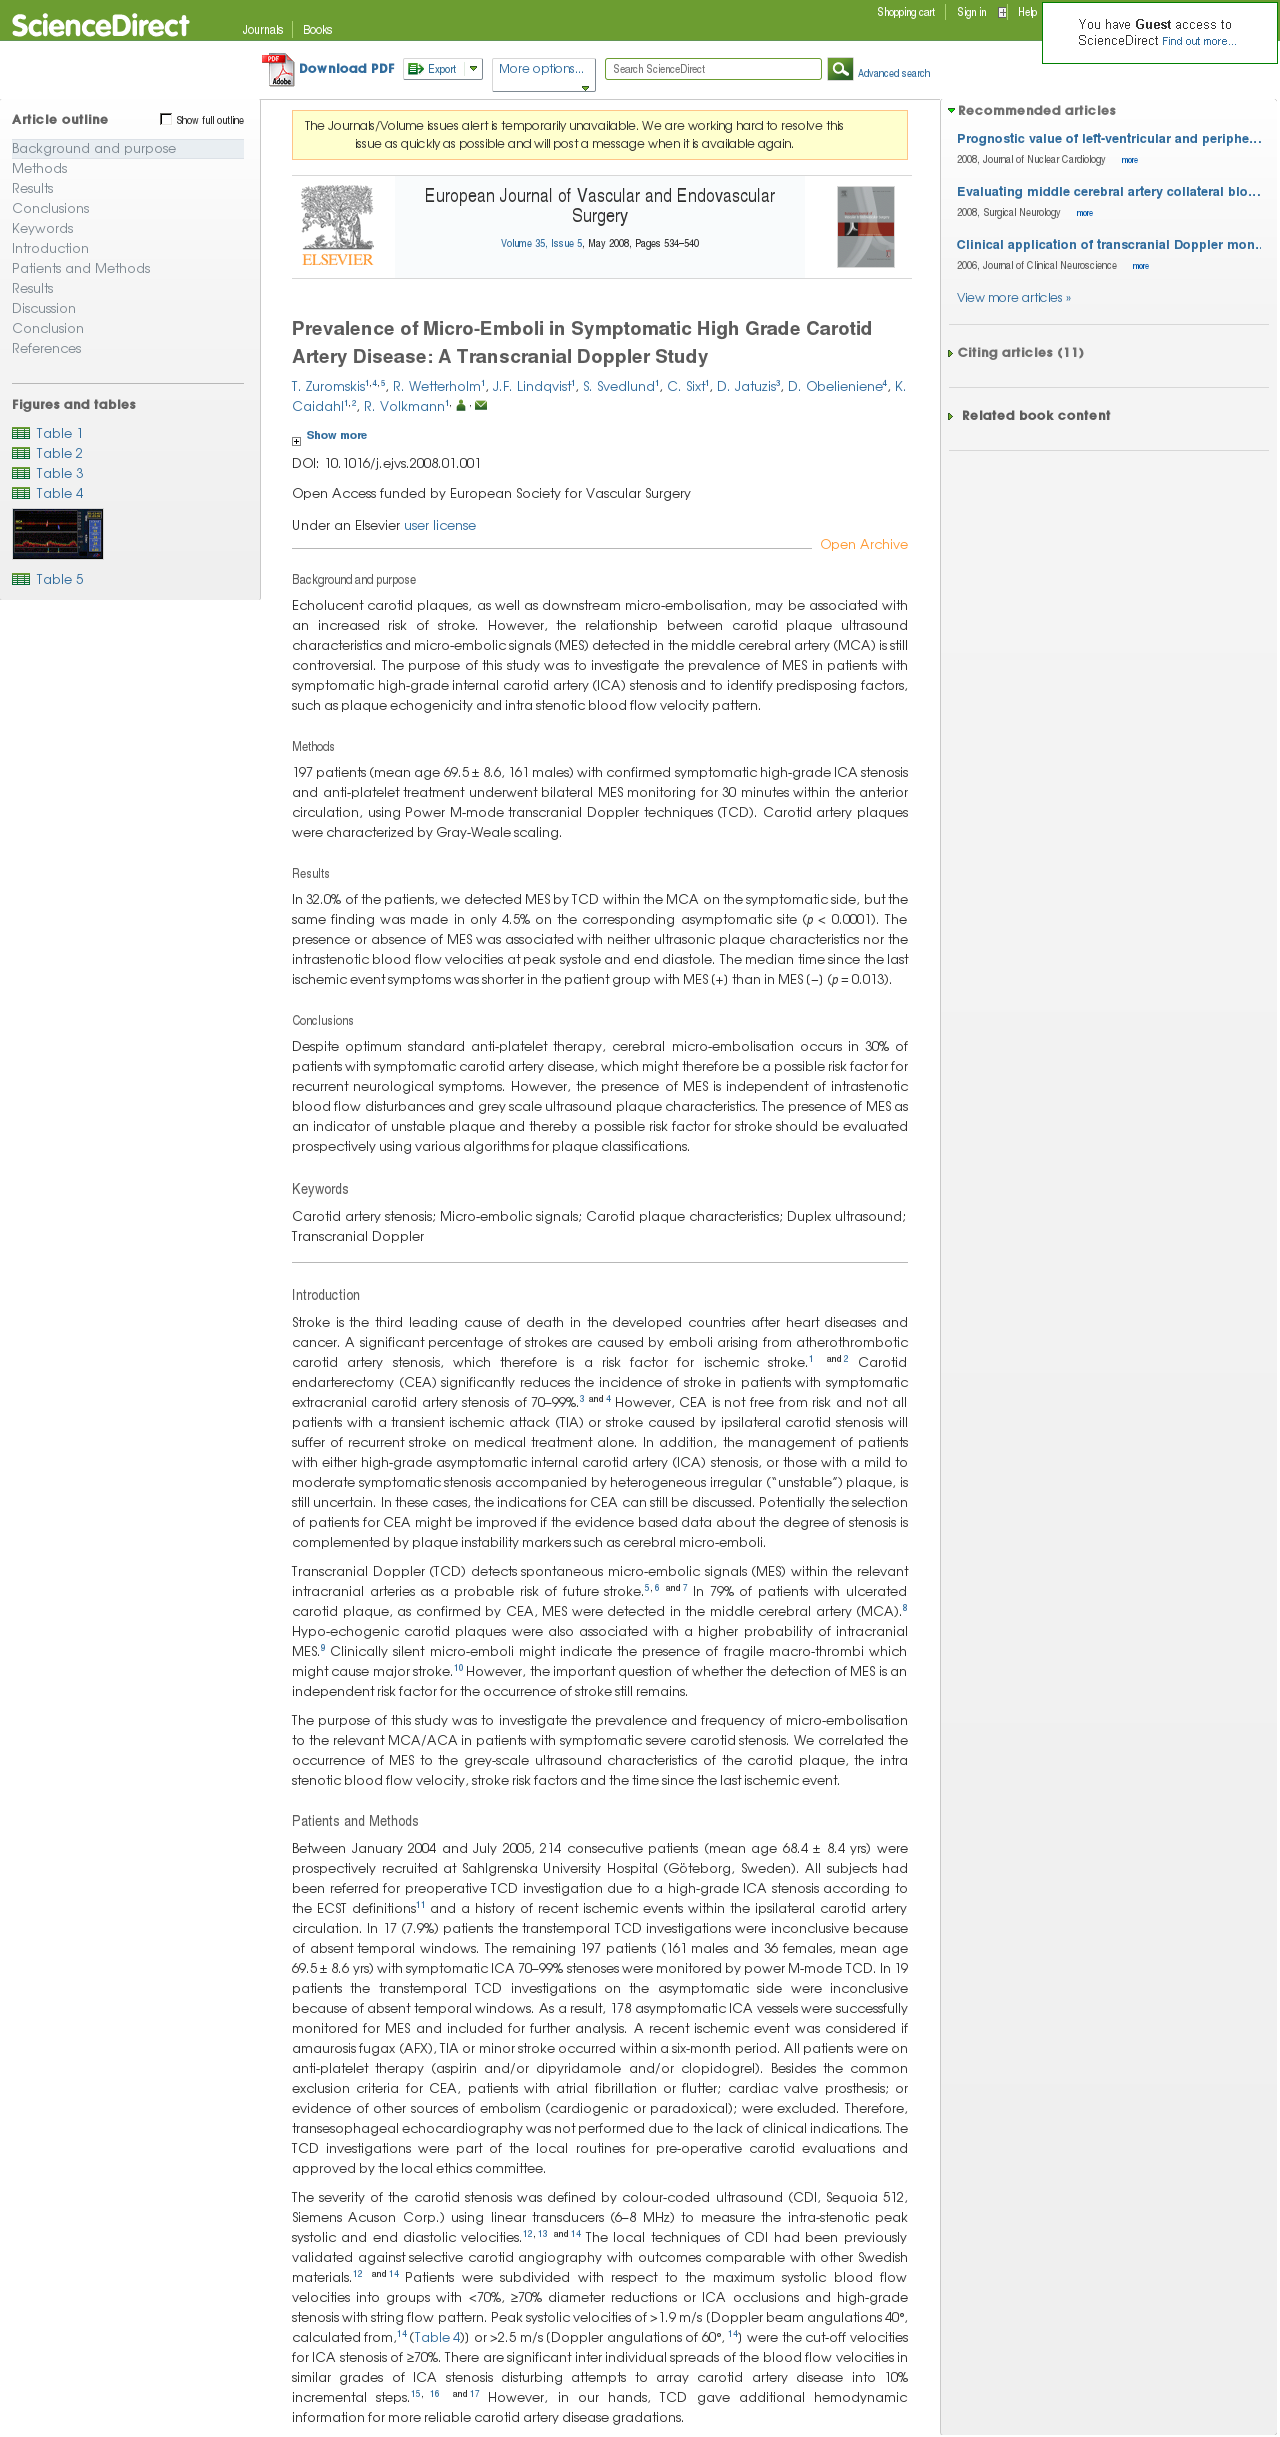 ScienceDirect
Journals
Books
Shopping cart
Sign in
Help
You have Guest access to
ScienceDirect Find out more...
Download PDF
Export
More options...
Search ScienceDirect
Advanced search
Article outline
Show full outline
Background and purpose
Methods
Results
Conclusions
Keywords
Introduction
Patients and Methods
Results
Discussion
Conclusion
References
Figures and tables
Table 1
Table 2
Table 3
Table 4
Table 5
The Journals/Volume issues alert is temporarily unavailable. We are working hard to resolve this
issue as quickly as possible and will post a message when it is available again.
ELSEVIER
European Journal of Vascular and Endovascular
Surgery
Volume 35, Issue 5, May 2008, Pages 534–540
Prevalence of Micro-Emboli in Symptomatic High Grade Carotid
Artery Disease: A Transcranial Doppler Study
T. Zuromskis1, 4, 5, R. Wetterholm1, J.F. Lindqvist1, S. Svedlund1, C. Sixt1, D. Jatuzis3, D. Obelieniene4, K.
Caidahl1, 2, R. Volkmann1,  ,
Show more
DOI: 10.1016/j.ejvs.2008.01.001
Open Access funded by European Society for Vascular Surgery
Under an Elsevier user license
Open Archive
Background and purpose
Echolucent carotid plaques, as well as downstream micro-embolisation, may be associated with
an increased risk of stroke. However, the relationship between carotid plaque ultrasound
characteristics and micro-embolic signals (MES) detected in the middle cerebral artery (MCA) is still
controversial. The purpose of this study was to investigate the prevalence of MES in patients with
symptomatic high-grade internal carotid artery (ICA) stenosis and to identify predisposing factors,
such as plaque echogenicity and intra stenotic blood flow velocity pattern.
Methods
197 patients (mean age 69.5 ± 8.6, 161 males) with confirmed symptomatic high-grade ICA stenosis
and anti-platelet treatment underwent bilateral MES monitoring for 30 minutes within the anterior
circulation, using Power M-mode transcranial Doppler techniques (TCD). Carotid artery plaques
were characterized by Gray-Weale scaling.
Results
In 32.0% of the patients, we detected MES by TCD within the MCA on the symptomatic side, but the
same finding was made in only 4.5% on the corresponding asymptomatic site (p < 0.0001). The
presence or absence of MES was associated with neither ultrasonic plaque characteristics nor the
intrastenotic blood flow velocities at peak systole and end diastole. The median time since the last
ischemic event symptoms was shorter in the patient group with MES (+) than in MES (−) (p = 0.013).
Conclusions
Despite optimum standard anti-platelet therapy, cerebral micro-embolisation occurs in 30% of
patients with symptomatic carotid artery disease, which might therefore be a possible risk factor for
recurrent neurological symptoms. However, the presence of MES is independent of intrastenotic
blood flow disturbances and grey scale ultrasound plaque characteristics. The presence of MES as
an indicator of unstable plaque and thereby a possible risk factor for stroke should be evaluated
prospectively using various algorithms for plaque classifications.
Keywords
Carotid artery stenosis; Micro-embolic signals; Carotid plaque characteristics; Duplex ultrasound;
Transcranial Doppler
Introduction
Stroke is the third leading cause of death in the developed countries after heart diseases and
cancer. A significant percentage of strokes are caused by emboli arising from atherothrombotic
carotid artery stenosis, which therefore is a risk factor for ischemic stroke.1 and 2 Carotid
endarterectomy (CEA) significantly reduces the incidence of stroke in patients with symptomatic
extracranial carotid artery stenosis of 70–99%.3 and 4 However, CEA is not free from risk and not all
patients with a transient ischemic attack (TIA) or stroke caused by ipsilateral carotid stenosis will
suffer of recurrent stroke on medical treatment alone. In addition, the management of patients
with either high-grade asymptomatic internal carotid artery (ICA) stenosis, or those with a mild to
moderate symptomatic stenosis accompanied by heterogeneous irregular (“unstable”) plaque, is
still uncertain. In these cases, the indications for CEA can still be discussed. Potentially the selection
of patients for CEA might be improved if the evidence based data about the degree of stenosis is
complemented by plaque instability markers such as cerebral micro-emboli.
Transcranial Doppler (TCD) detects spontaneous micro-embolic signals (MES) within the relevant
intracranial arteries as a probable risk of future stroke.5, 6 and 7 In 79% of patients with ulcerated
carotid plaque, as confirmed by CEA, MES were detected in the middle cerebral artery (MCA).8
Hypo-echogenic carotid plaques were also associated with a higher probability of intracranial
MES.9 Clinically silent micro-emboli might indicate the presence of fragile macro-thrombi which
might cause major stroke.10 However, the important question of whether the detection of MES is an
independent risk factor for the occurrence of stroke still remains.
The purpose of this study was to investigate the prevalence and frequency of micro-embolisation
to the relevant MCA/ACA in patients with symptomatic severe carotid stenosis. We correlated the
occurrence of MES to the grey-scale ultrasound characteristics of the carotid plaque, the intra
stenotic blood flow velocity, stroke risk factors and the time since the last ischemic event.
Patients and Methods
Between January 2004 and July 2005, 214 consecutive patients (mean age 68.4 ± 8.4 yrs) were
prospectively recruited at Sahlgrenska University Hospital (Göteborg, Sweden). All subjects had
been referred for preoperative TCD investigation due to a high-grade ICA stenosis according to
the ECST definitions11 and a history of recent ischemic events within the ipsilateral carotid artery
circulation. In 17 (7.9%) patients the transtemporal TCD investigations were inconclusive because
of absent temporal windows. The remaining 197 patients (161 males and 36 females, mean age
69.5 ± 8.6 yrs) with symptomatic ICA 70–99% stenoses were monitored by power M-mode TCD. In 19
patients the transtemporal TCD investigations on the asymptomatic side were inconclusive
because of absent temporal windows. As a result, 178 asymptomatic ICA vessels were successfully
monitored for MES and included for further analysis. A recent ischemic event was considered if
amaurosis fugax (AFX), TIA or minor stroke occurred within a six-month period. All patients were on
anti-platelet therapy (aspirin and/or dipyridamole and/or clopidogrel). Besides the common
exclusion criteria for CEA, patients with atrial fibrillation or flutter; cardiac valve prosthesis; or
evidence of other sources of embolism (cardiogenic or paradoxical); were excluded. Therefore,
transesophageal echocardiography was not performed due to the lack of clinical indications. The
TCD investigations were part of the local routines for pre-operative carotid evaluations and
approved by the local ethics committee.
The severity of the carotid stenosis was defined by colour-coded ultrasound (CDI, Sequoia 512,
Siemens Acuson Corp.) using linear transducers (6–8 MHz) to measure the intra-stenotic peak
systolic and end diastolic velocities.12, 13 and 14 The local techniques of CDI had been previously
validated against selective carotid angiography with outcomes comparable with other Swedish
materials.12 and 14 Patients were subdivided with respect to the maximum systolic blood flow
velocities into groups with <70%, ≥70% diameter reductions or ICA occlusions and high-grade
stenosis with string flow pattern. Peak systolic velocities of >1.9 m/s (Doppler beam angulations 40°,
calculated from,14 (Table 4)) or >2.5 m/s (Doppler angulations of 60°, 14) were the cut-off velocities
for ICA stenosis of ≥70%. There are significant inter individual spreads of the blood flow velocities in
similar grades of ICA stenosis disturbing attempts to array carotid artery disease into 10%
incremental steps.15, 16 and 17 However, in our hands, TCD gave additional hemodynamic
information for more reliable carotid artery disease gradations.
Recommended articles
Prognostic value of left-ventricular and periphe...
2008, Journal of Nuclear Cardiology more
Evaluating middle cerebral artery collateral blo...
2008, Surgical Neurology more
Clinical application of transcranial Doppler mon..
2006, Journal of Clinical Neuroscience more
View more articles »
Citing articles (11)
Related book content